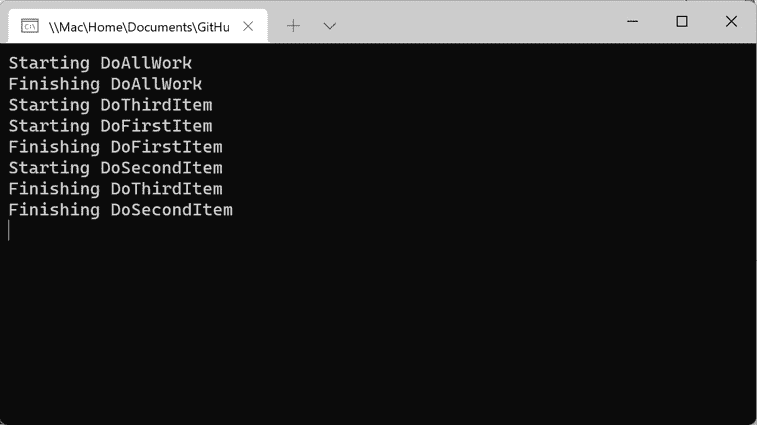 \\Mac\Home\Documents\GitHu
Starting DoAllWork
Finishing DoAllWork
Starting DoThirdItem
Starting DoFirstItem
Finishing DoFirstItem
Starting DoSecondItem
Finishing DoThirdItem
Finishing DoSecondItem